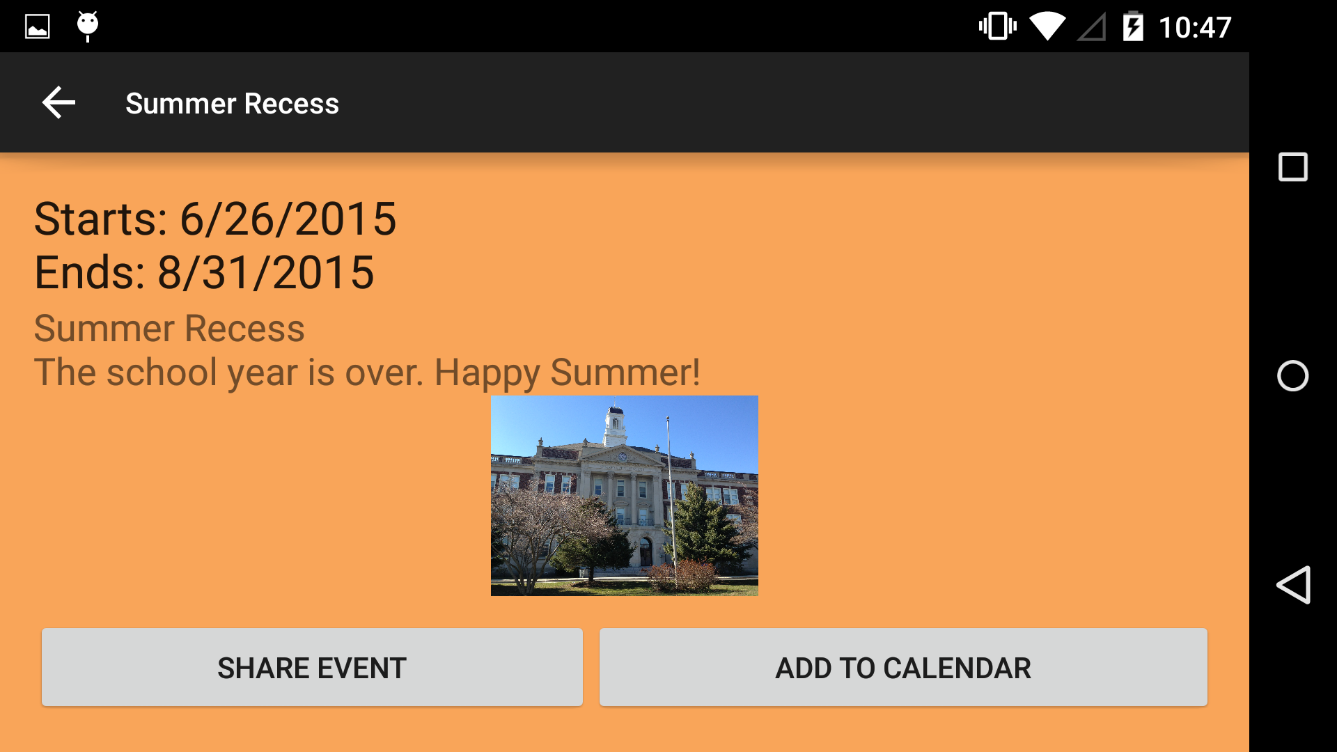 10:47
Summer Recess
Starts: 6/26/2015
Ends: 8/31/2015
Summer Recess
The school year is over. Happy Summer!
SHARE EVENT
ADD TO CALENDAR